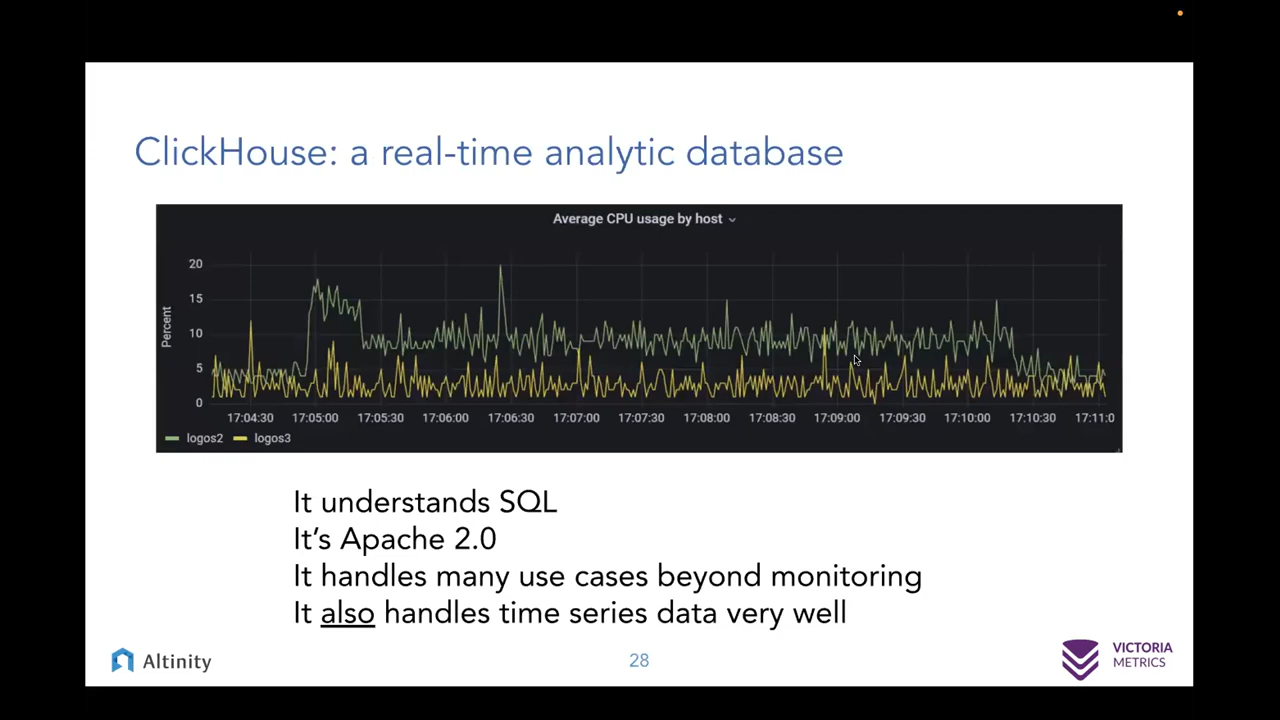 ClickHouse: a real-time analytic database
Average CPU usage by host
Percent
20
15
10
5
0
17:04:30 17:05:00 17:05:30 17:06:00 17:06:30 17:07:00 17:07:30 17:08:00 17:08:30 17:09:00 17:09:30 17:10:00 17:10:30 17:11:0
logos2 logos3
It understands SQL
It’s Apache 2.0
It handles many use cases beyond monitoring
It also handles time series data very well
Altinity
28
VICTORIA
METRICS